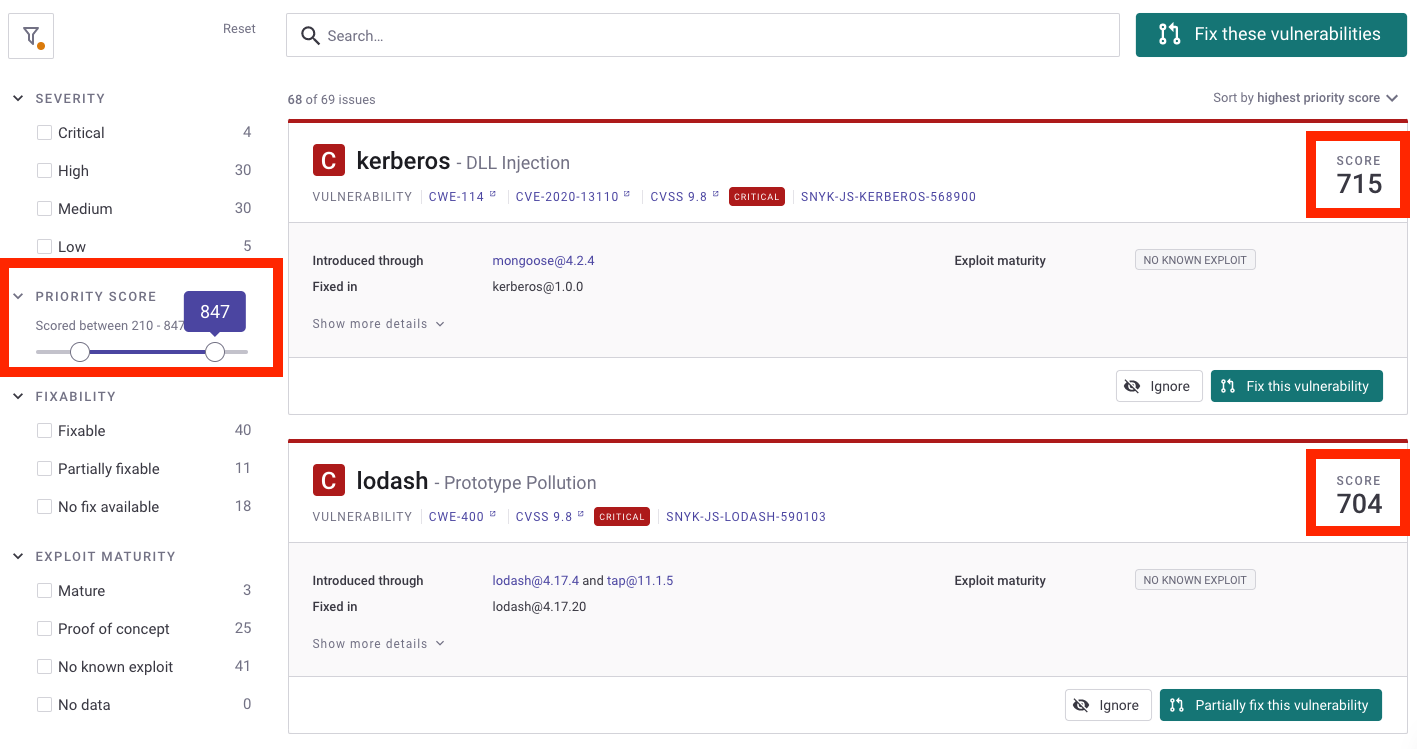 Reset
Search...
Fix these vulnerabilities
SEVERITY
Critical 4
High 30
Medium 30
Low 5
PRIORITY SCORE
847
Scored between 210 - 847
FIXABILITY
Fixable 40
Partially fixable 11
No fix available 18
EXPLOIT MATURITY
Mature 3
Proof of concept 25
No known exploit 41
No data 0
68 of 69 issues
Sort by highest priority score
C kerberos - DLL Injection
VULNERABILITY CWE-114 CVE-2020-13110 CVSS 9.8 CRITICAL SNYK-JS-KERBEROS-568900
SCORE
715
Introduced through mongoose@4.2.4
Exploit maturity NO KNOWN EXPLOIT
Fixed in kerberos@1.0.0
Show more details
Ignore
Fix this vulnerability
C lodash - Prototype Pollution
VULNERABILITY CWE-400 CVSS 9.8 CRITICAL SNYK-JS-LODASH-590103
SCORE
704
Introduced through lodash@4.17.4 and tap@11.1.5
Exploit maturity NO KNOWN EXPLOIT
Fixed in lodash@4.17.20
Show more details
Ignore
Partially fix this vulnerability